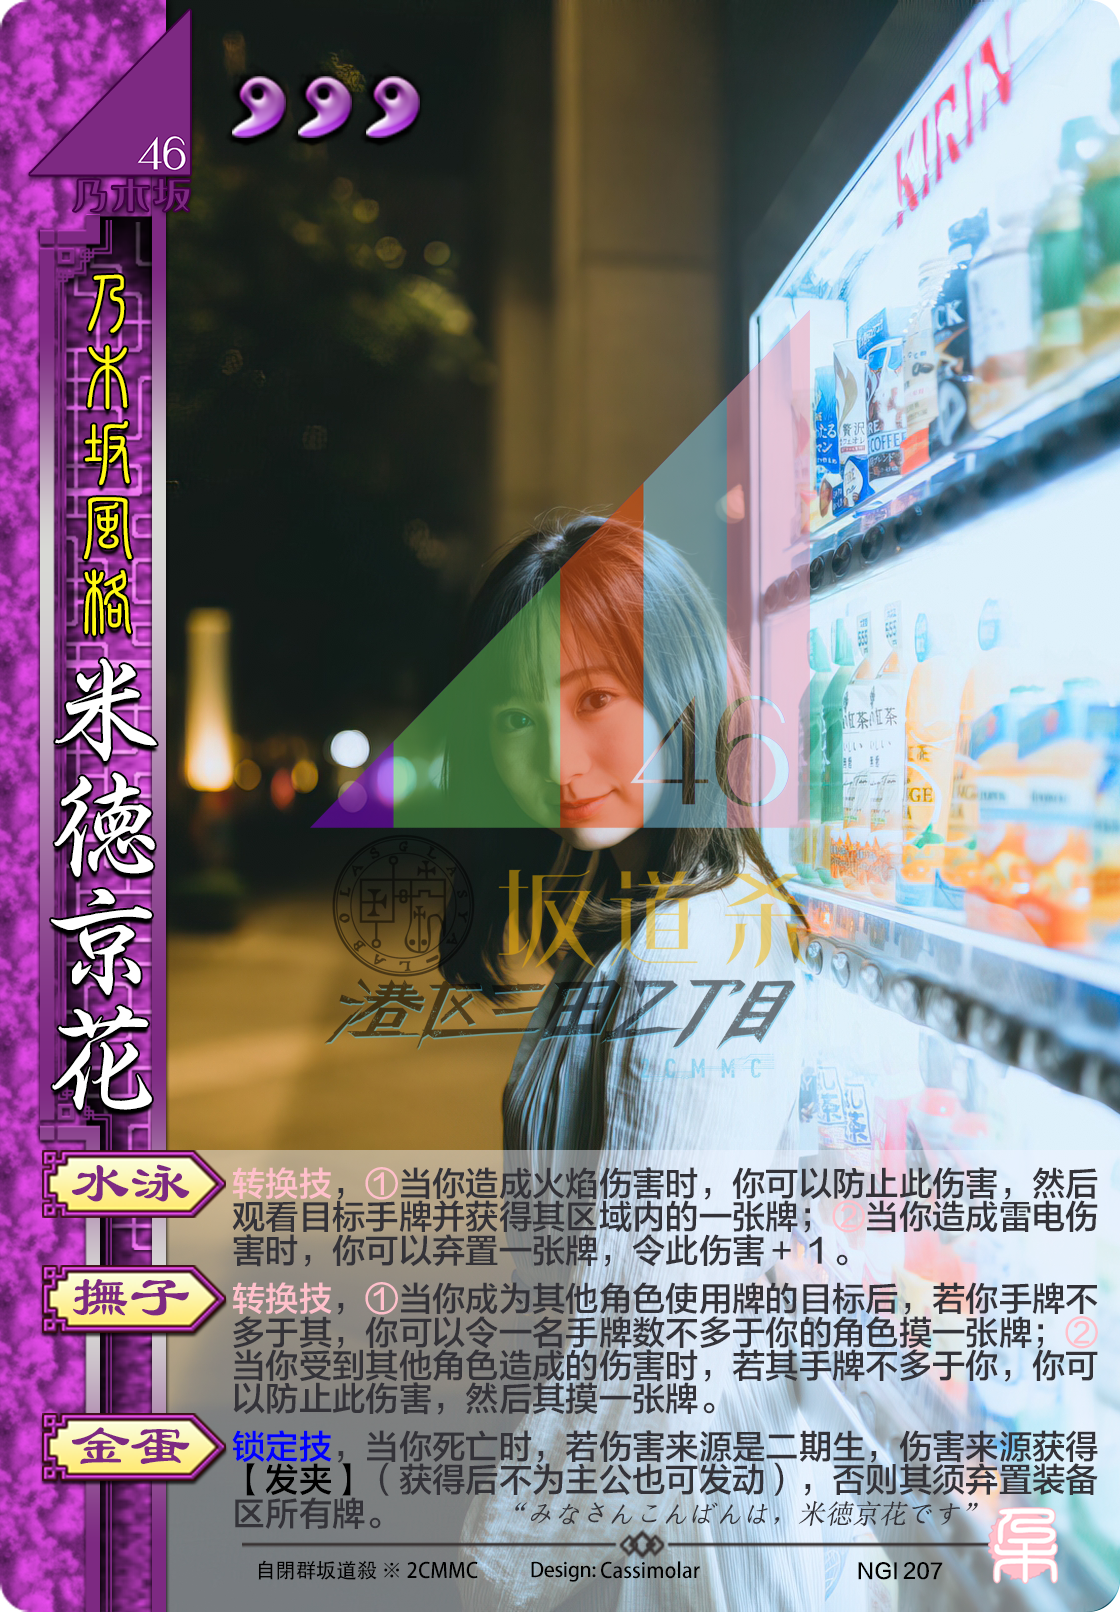 46
乃木坂
乃木坂風格
米徳京花
KIRIN
贅沢
COFFEE
46
坂道杀
港区三田乙丁目
2CMMC
水泳
转换技，①当你造成火焰伤害时，你可以防止此伤害，然后
观看目标手牌并获得其区域内的一张牌；②当你造成雷电伤
害时，你可以弃置一张牌，令此伤害＋１。
撫子
转换技，①当你成为其他角色使用牌的目标后，若你手牌不
多于其，你可以令一名手牌数不多于你的角色摸一张牌；②
当你受到其他角色造成的伤害时，若其手牌不多于你，你可
以防止此伤害，然后其摸一张牌。
金蛋
锁定技，当你死亡时，若伤害来源是二期生，伤害来源获得
【发夹】（获得后不为主公也可发动），否则其须弃置装备
区所有牌。
“みなさんこんばんは，米徳京花です”
自閉群坂道殺 ※ 2CMMC
Design: Cassimolar
NGI 207